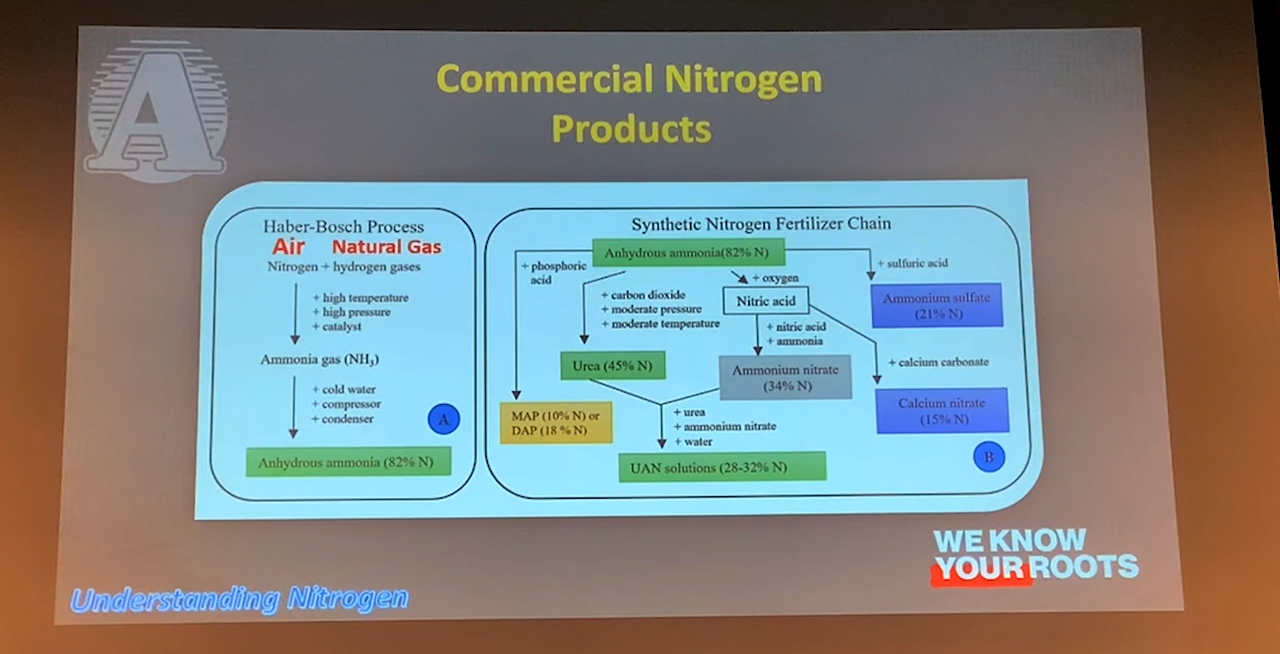 A
Commercial Nitrogen
Products
Haber-Bosch Process
Air Natural Gas
Nitrogen + hydrogen gases
+ high temperature
+ high pressure
+ catalyst
Ammonia gas (NH₃)
+ cold water
+ compressor
+ condenser
A
Anhydrous ammonia (82% N)
Synthetic Nitrogen Fertilizer Chain
Anhydrous ammonia(82% N)
+ phosphoric
acid
+ carbon dioxide
+ moderate pressure
+ moderate temperature
+ oxygen
Nitric acid
+ sulfuric acid
Ammonium sulfate
(21% N)
+ nitric acid
+ ammonia
Urea (45% N)
Ammonium nitrate
(34% N)
+ calcium carbonate
Calcium nitrate
(15% N)
MAP (10% N) or
DAP (18 % N)
+ urea
+ ammonium nitrate
+ water
UAN solutions (28-32% N)
B
WE KNOW
YOUR ROOTS
Understanding Nitrogen